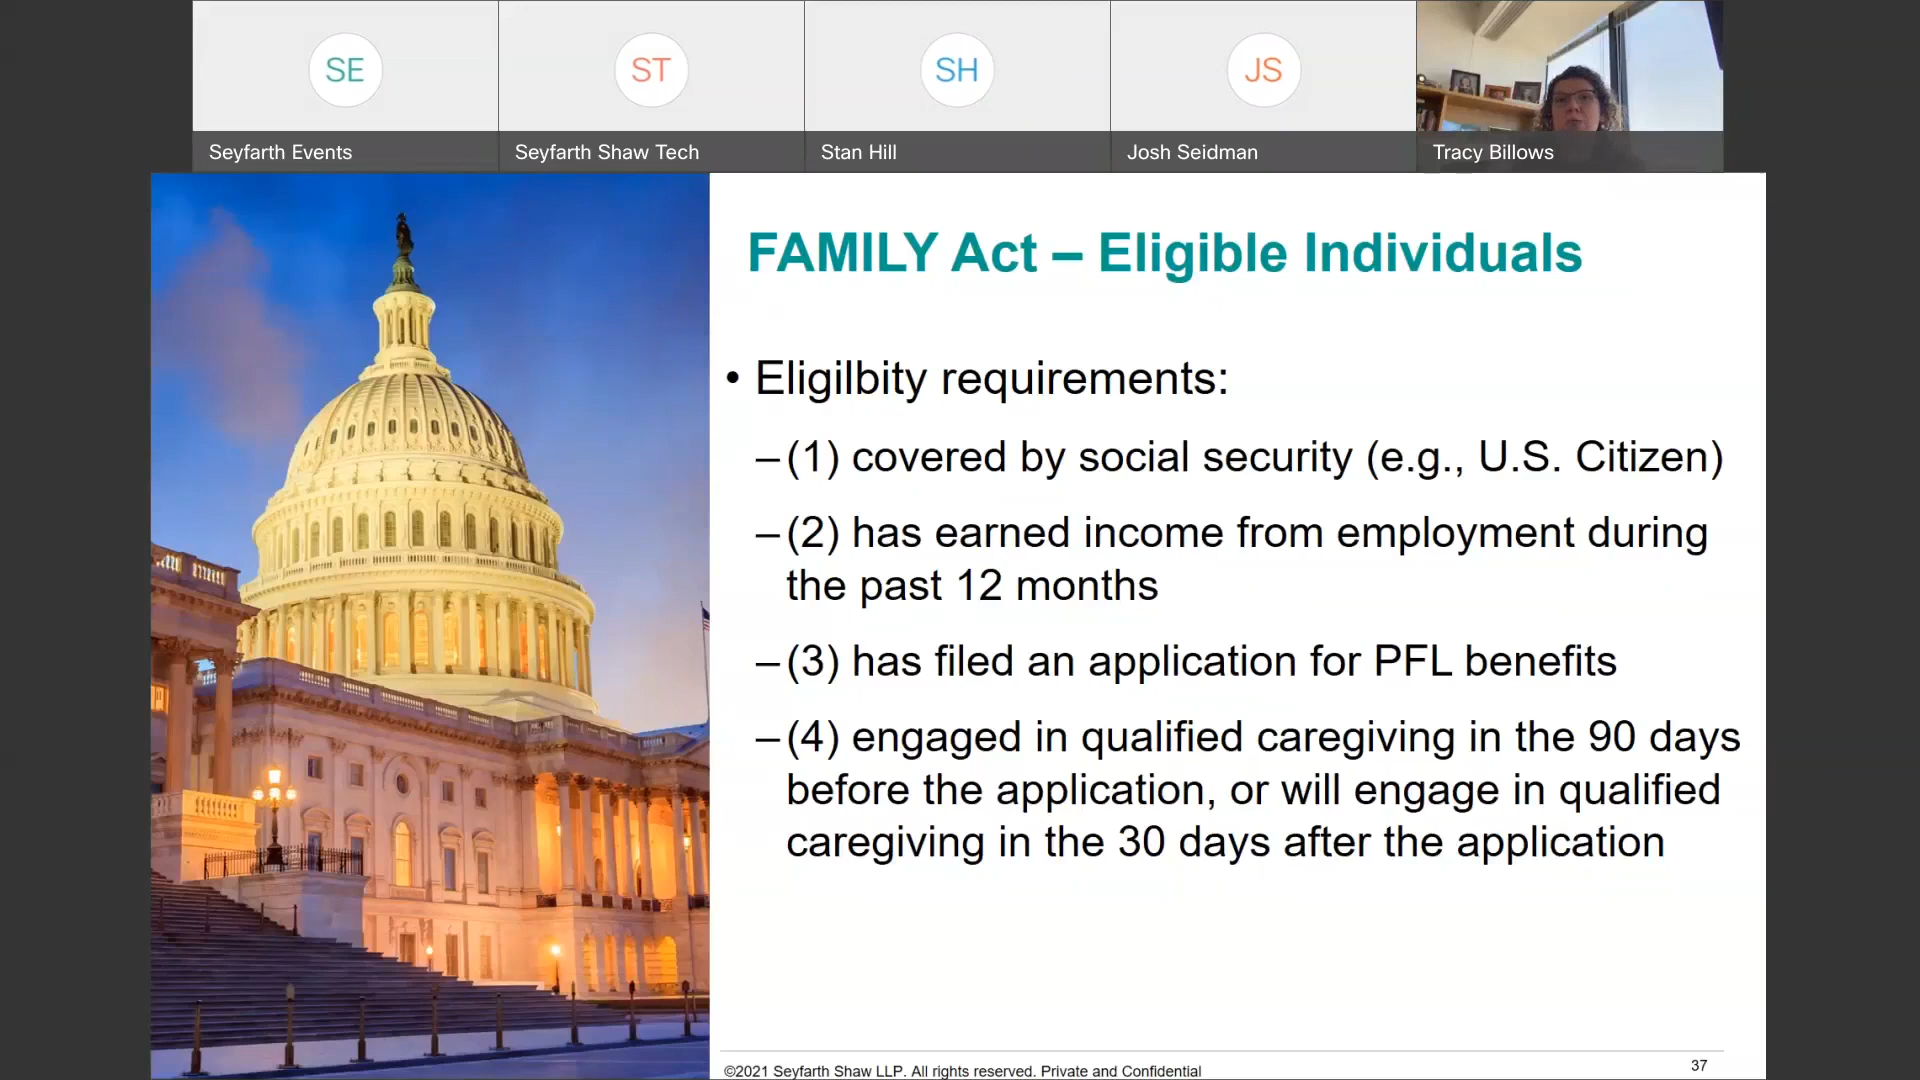 SE
ST
SH
JS
Seyfarth Events
Seyfarth Shaw Tech
Stan Hill
Josh Seidman
Tracy Billows
FAMILY Act – Eligible Individuals
• Eligilbity requirements:
– (1) covered by social security (e.g., U.S. Citizen)
– (2) has earned income from employment during
the past 12 months
– (3) has filed an application for PFL benefits
– (4) engaged in qualified caregiving in the 90 days
before the application, or will engage in qualified
caregiving in the 30 days after the application
©2021 Seyfarth Shaw LLP. All rights reserved. Private and Confidential
37